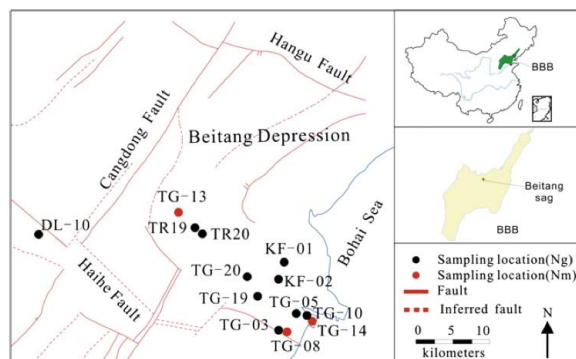 Hangu Fault
Cangdong Fault
Beitang Depression
TG-13
DL-10
TR19
TR20
KF-01
Bohai Sea
TG-20
KF-02
Haihe Fault
TG-19
TG-05
TG-10
TG-03
TG-14
TG-08
BBB
Beitang
sag
BBB
Sampling location(Ng)
Sampling location(Nm)
Fault
Inferred fault
0 5 10
kilometers
N